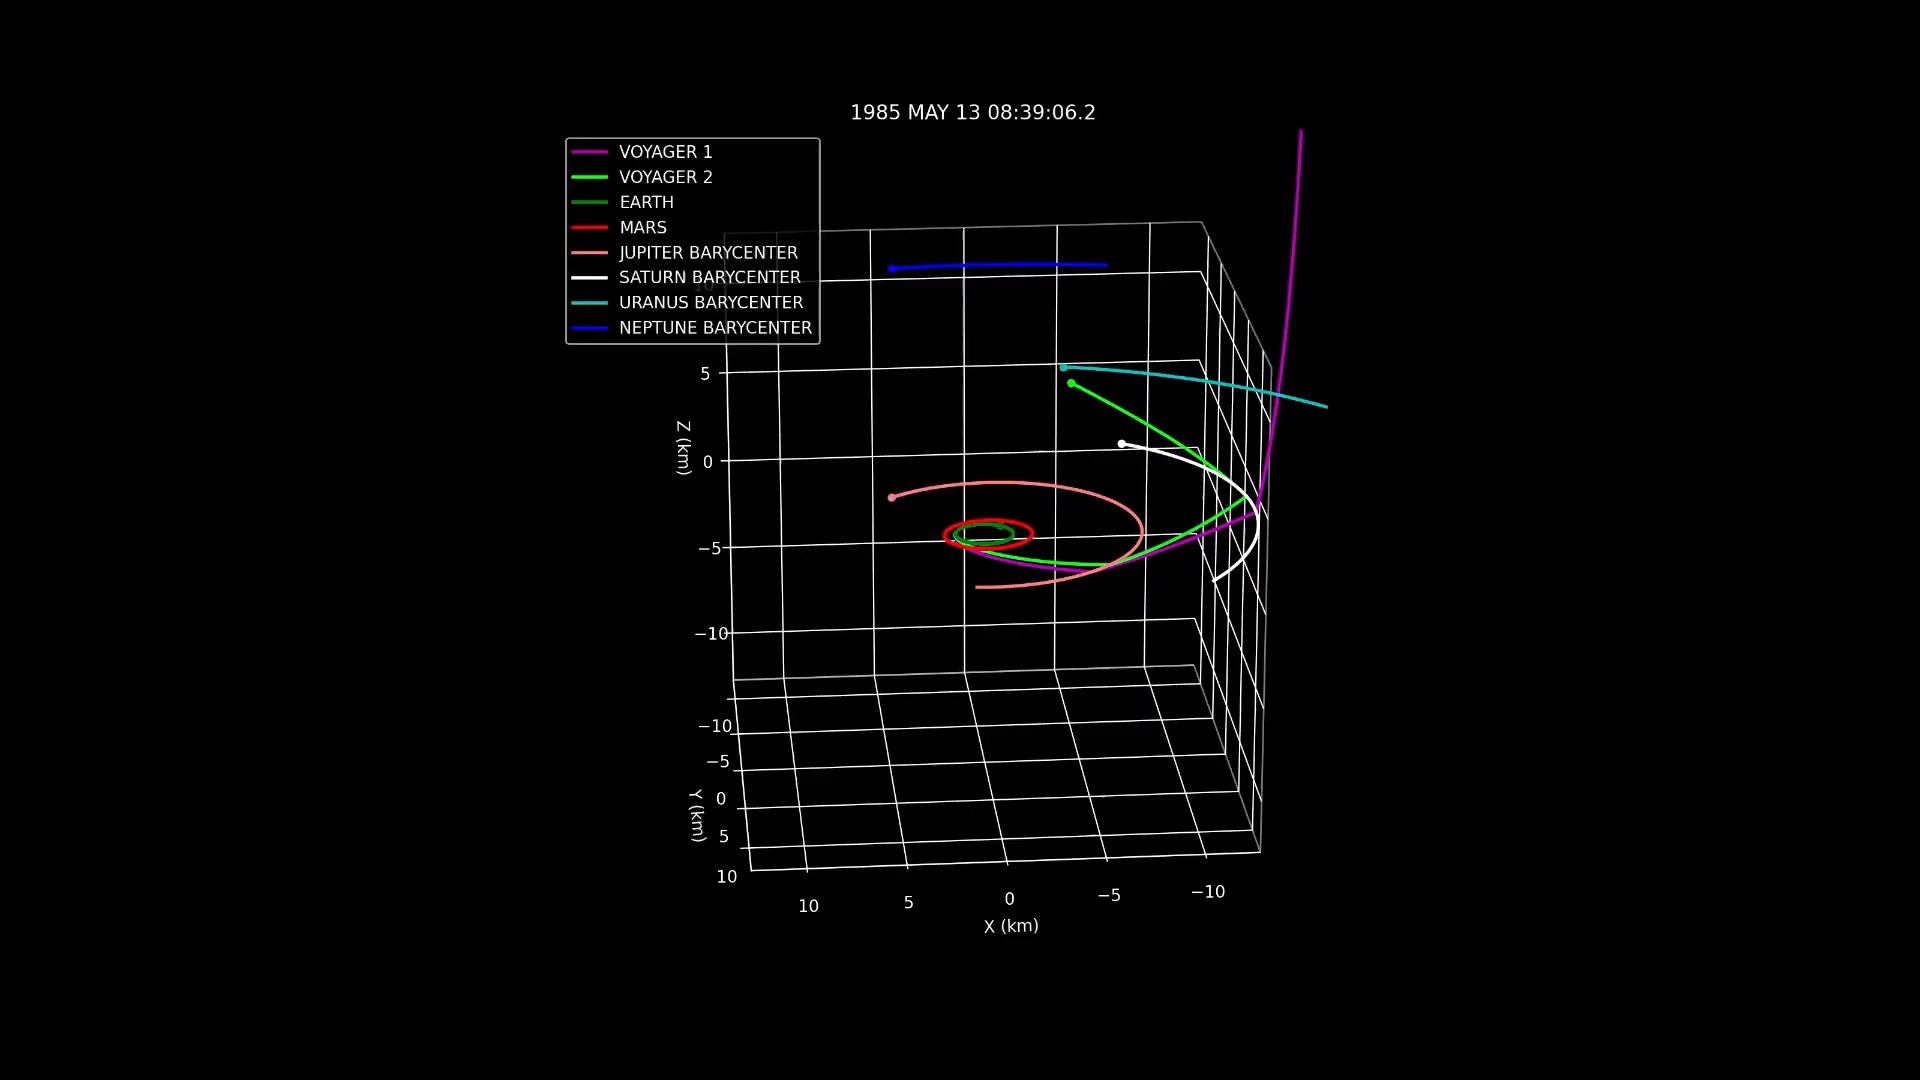 1985 MAY 13 08:39:06.2
VOYAGER 1
VOYAGER 2
EARTH
MARS
JUPITER BARYCENTER
SATURN BARYCENTER
URANUS BARYCENTER
NEPTUNE BARYCENTER
10
5
0
−5
−10
Z (km)
−10
−5
0
5
10
Y (km)
10
5
0
−5
−10
X (km)